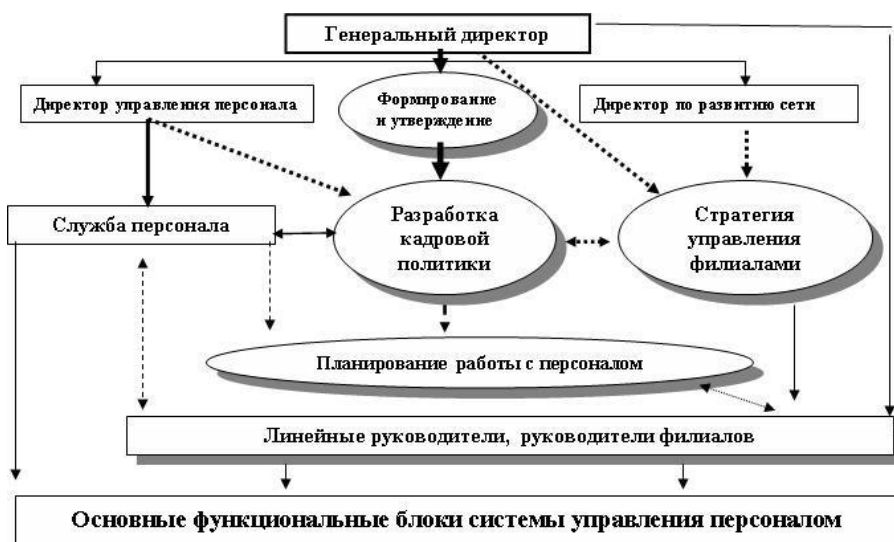 Генеральный директор
Директор управления персонала
Формирование
и утверждение
Директор по развитию сети
Служба персонала
Разработка
кадровой
политики
Стратегия
управления
филиалами
Планирование работы с персоналом
Линейные руководители, руководители филиалов
Основные функциональные блоки системы управления персоналом